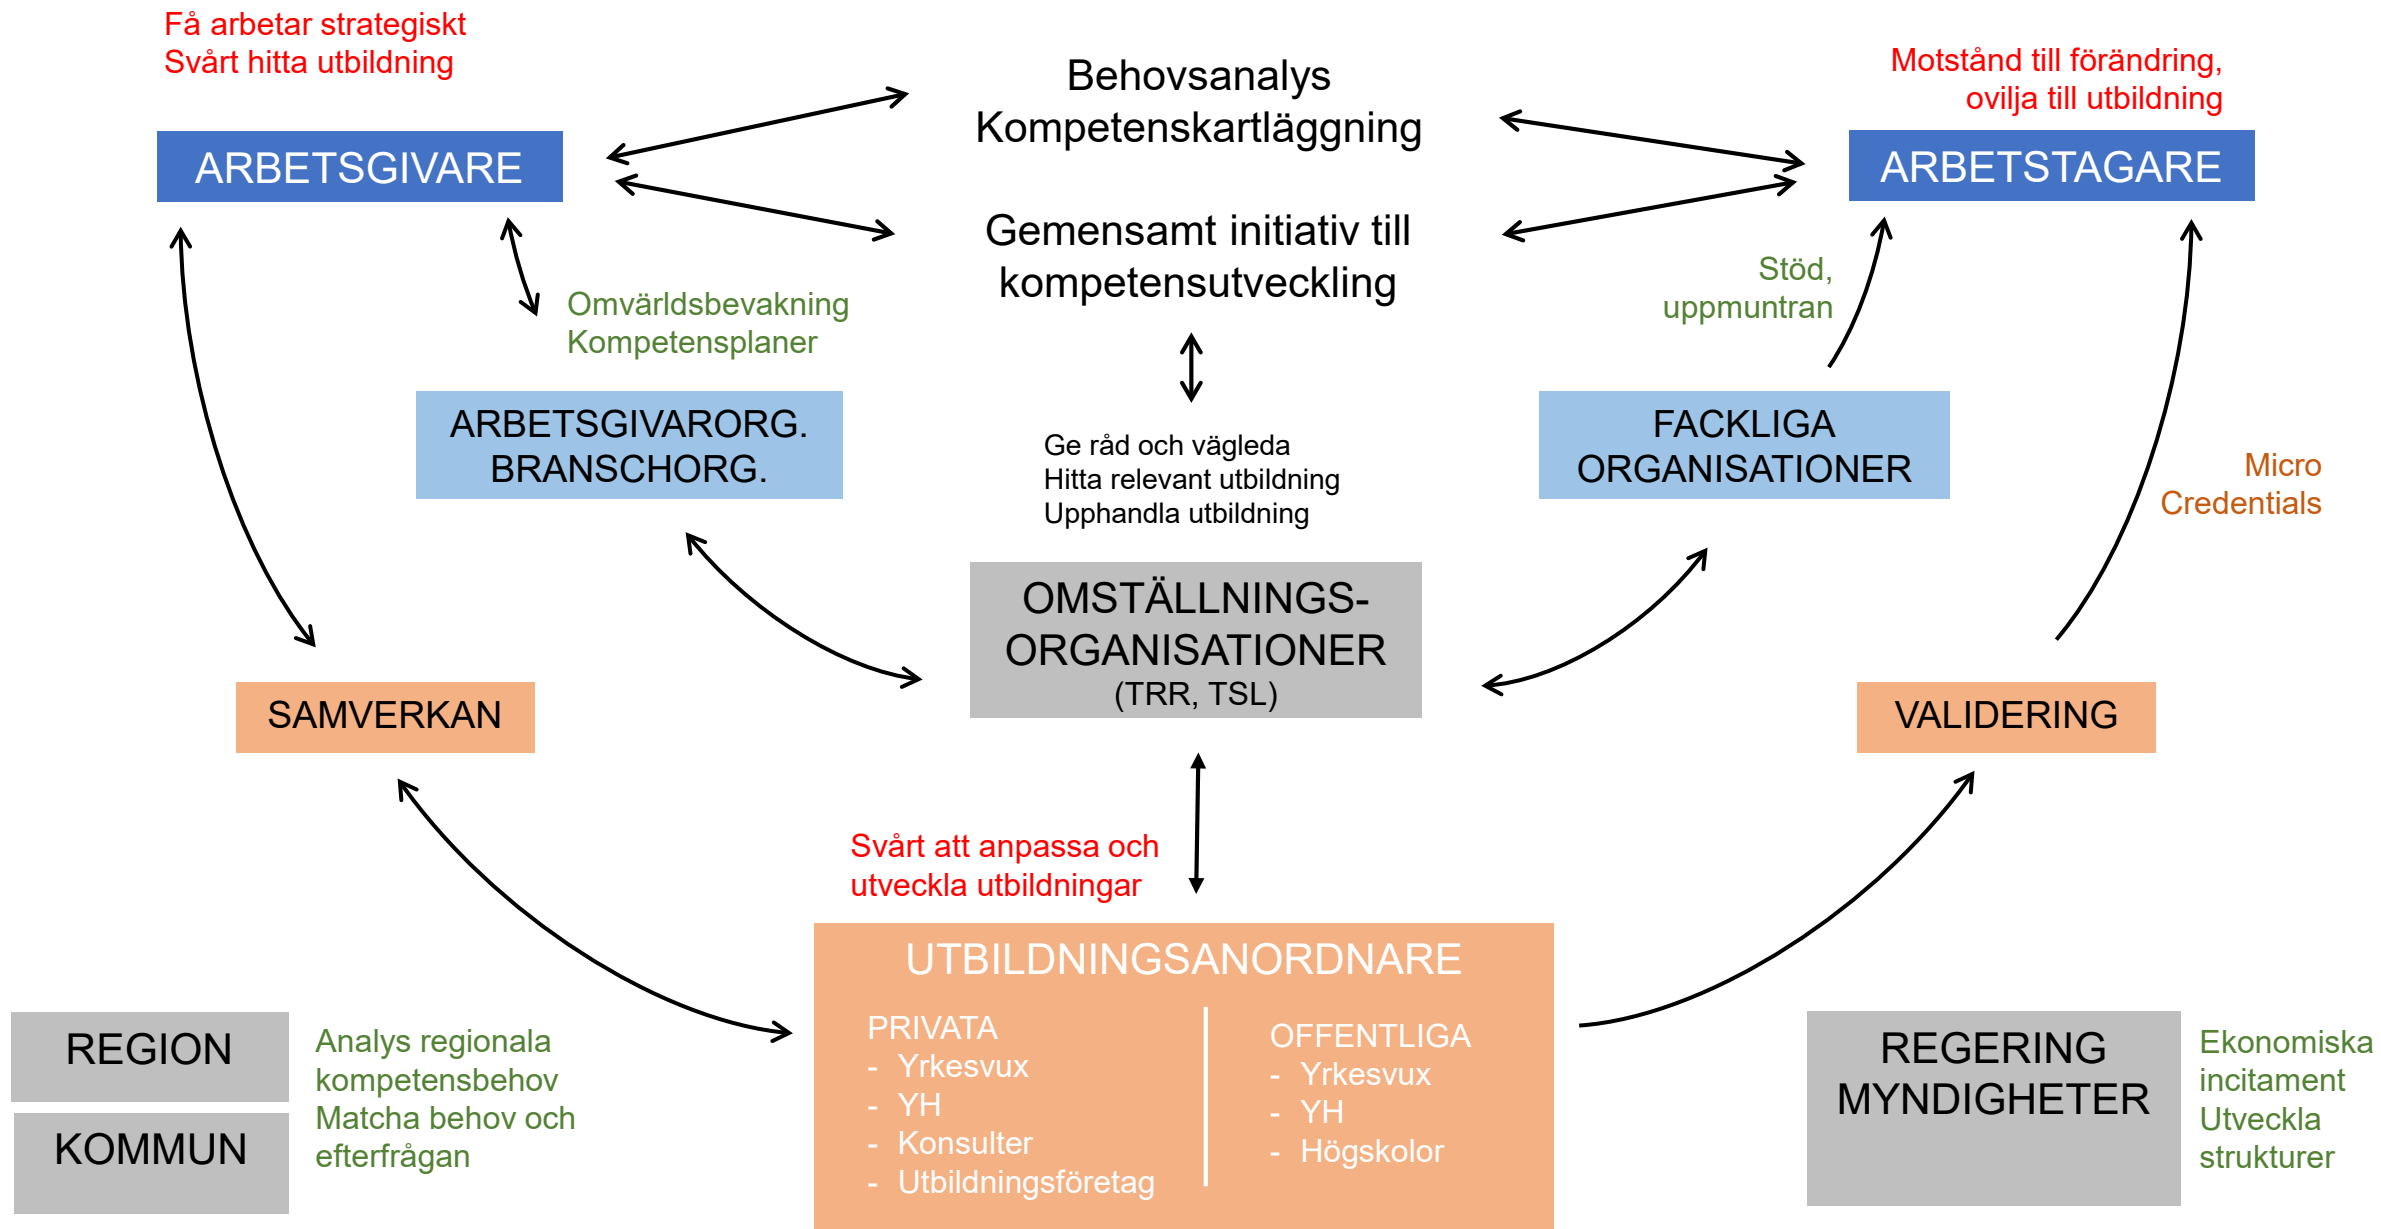 Få arbetar strategiskt
Svårt hitta utbildning
Behovsanalys
Kompetenskartläggning
Motstånd till förändring,
ovilja till utbildning
ARBETSGIVARE
ARBETSTAGARE
Gemensamt initiativ till
kompetensutveckling
Omvärldsbevakning
Kompetensplaner
Stöd,
uppmuntran
ARBETSGIVARORG.
BRANSCHORG.
Ge råd och vägleda
Hitta relevant utbildning
Upphandla utbildning
FACKLIGA
ORGANISATIONER
Micro
Credentials
OMSTÄLLNINGS-
ORGANISATIONER
(TRR, TSL)
SAMVERKAN
VALIDERING
Svårt att anpassa och
utveckla utbildningar
UTBILDNINGSANORDNARE
PRIVATA
- Yrkesvux
- YH
- Konsulter
- Utbildningsföretag
OFFENTLIGA
- Yrkesvux
- YH
- Högskolor
REGION
KOMMUN
Analys regionala
kompetensbehov
Matcha behov och
efterfrågan
REGERING
MYNDIGHETER
Ekonomiska
incitament
Utveckla
strukturer